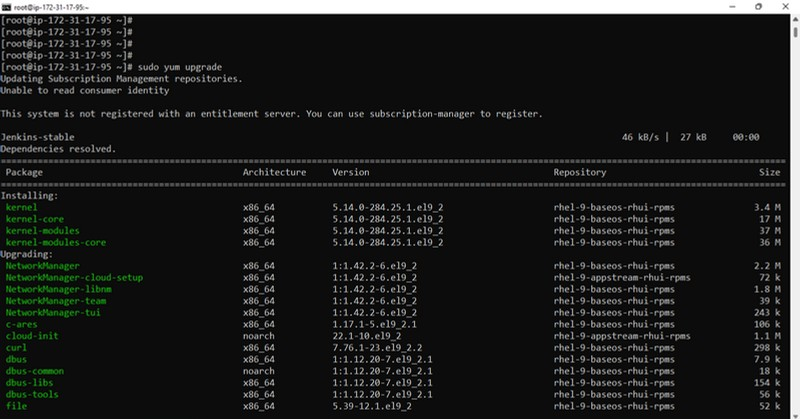 root@ip-172-31-17-95:~
[root@ip-172-31-17-95 ~]#
[root@ip-172-31-17-95 ~]#
[root@ip-172-31-17-95 ~]#
[root@ip-172-31-17-95 ~]#
[root@ip-172-31-17-95 ~]# sudo yum upgrade
Updating Subscription Management repositories.
Unable to read consumer identity
This system is not registered with an entitlement server. You can use subscription-manager to register.
Jenkins-stable 46 kB/s | 27 kB 00:00
Dependencies resolved.
Package Architecture Version Repository Size
Installing:
kernel x86_64 5.14.0-284.25.1.el9_2 rhel-9-baseos-rhui-rpms 3.4 M
kernel-core x86_64 5.14.0-284.25.1.el9_2 rhel-9-baseos-rhui-rpms 17 M
kernel-modules x86_64 5.14.0-284.25.1.el9_2 rhel-9-baseos-rhui-rpms 37 M
kernel-modules-core x86_64 5.14.0-284.25.1.el9_2 rhel-9-baseos-rhui-rpms 36 M
Upgrading:
NetworkManager x86_64 1:1.42.2-6.el9_2 rhel-9-baseos-rhui-rpms 2.2 M
NetworkManager-cloud-setup x86_64 1:1.42.2-6.el9_2 rhel-9-appstream-rhui-rpms 72 k
NetworkManager-libnm x86_64 1:1.42.2-6.el9_2 rhel-9-baseos-rhui-rpms 1.8 M
NetworkManager-team x86_64 1:1.42.2-6.el9_2 rhel-9-baseos-rhui-rpms 39 k
NetworkManager-tui x86_64 1:1.42.2-6.el9_2 rhel-9-baseos-rhui-rpms 243 k
c-ares x86_64 1.17.1-5.el9_2.1 rhel-9-baseos-rhui-rpms 106 k
cloud-init noarch 22.1-10.el9_2 rhel-9-appstream-rhui-rpms 1.1 M
curl x86_64 7.76.1-23.el9_2.2 rhel-9-baseos-rhui-rpms 298 k
dbus x86_64 1:1.12.20-7.el9_2.1 rhel-9-baseos-rhui-rpms 7.9 k
dbus-common noarch 1:1.12.20-7.el9_2.1 rhel-9-baseos-rhui-rpms 18 k
dbus-libs x86_64 1:1.12.20-7.el9_2.1 rhel-9-baseos-rhui-rpms 154 k
dbus-tools x86_64 1:1.12.20-7.el9_2.1 rhel-9-baseos-rhui-rpms 56 k
file x86_64 5.39-12.1.el9_2 rhel-9-baseos-rhui-rpms 52 k